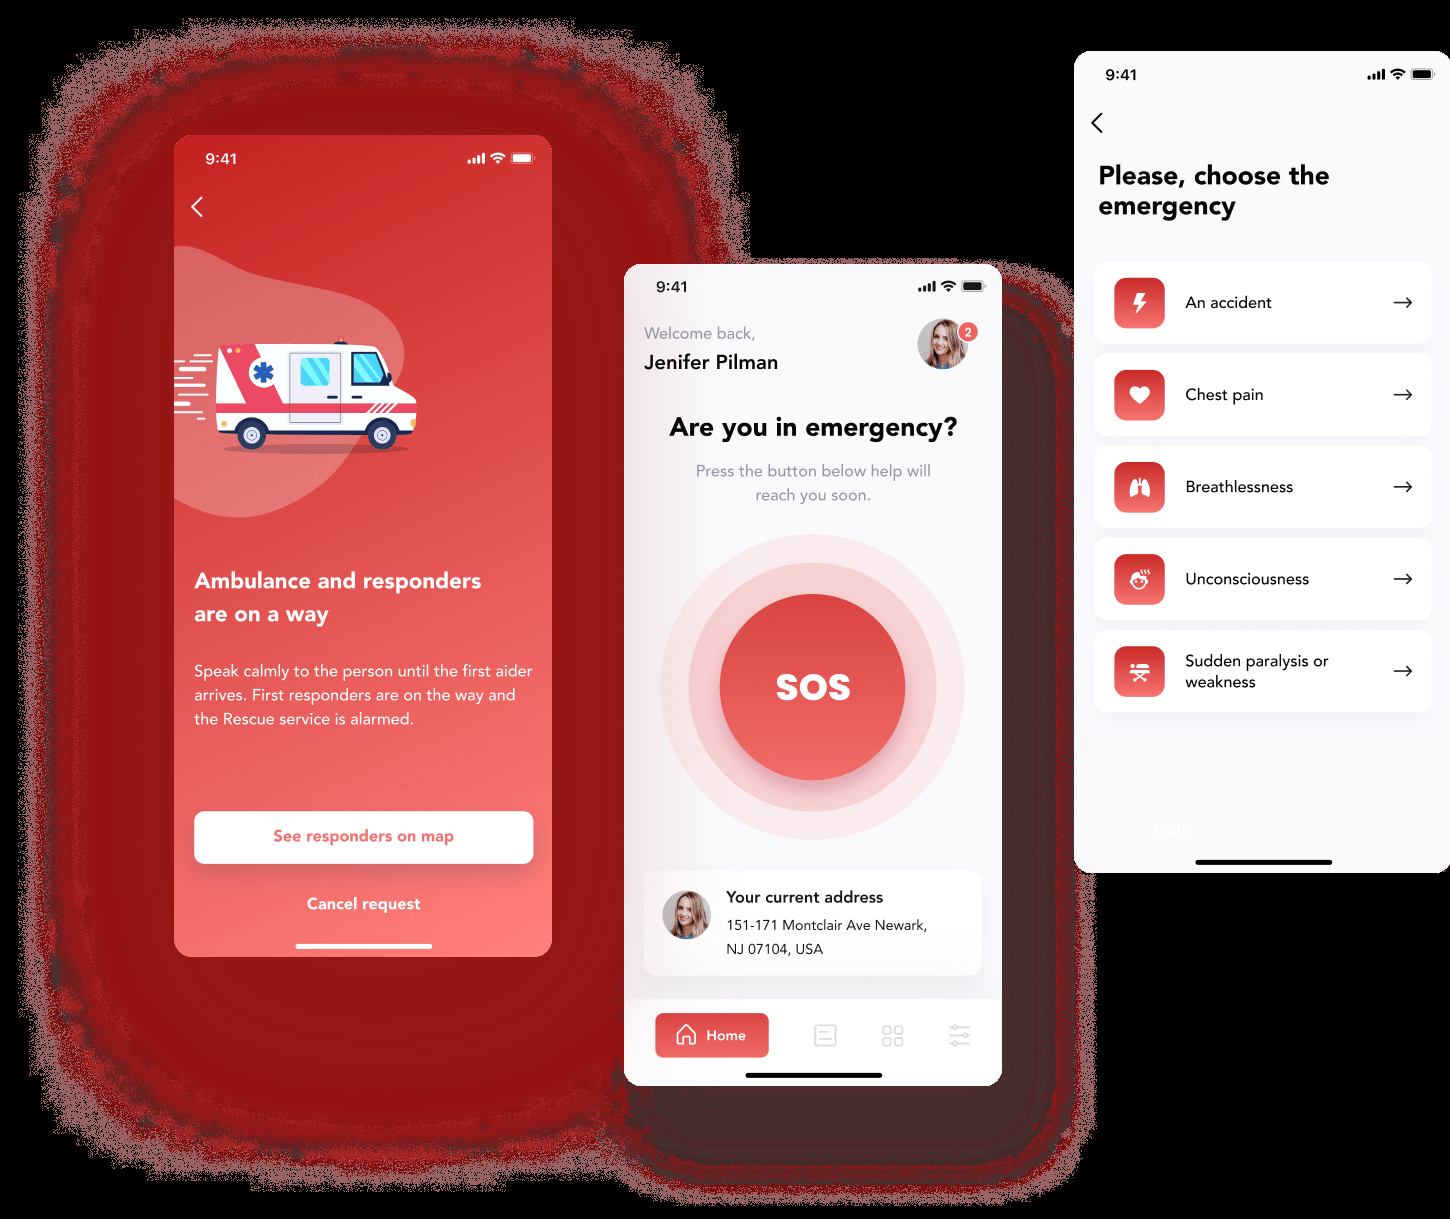 9:41
Ambulance and responders
are on a way
Speak calmly to the person until the first aider
arrives. First responders are on the way and
the Rescue service is alarmed.
See responders on map
Cancel request
9:41
Welcome back,
Jenifer Pilman
2
Are you in emergency?
Press the button below help will
reach you soon.
SOS
Your current address
151-171 Montclair Ave Newark,
NJ 07104, USA
Home
9:41
Please, choose the
emergency
An accident
Chest pain
Breathlessness
Unconsciousness
Sudden paralysis or
weakness
00:10